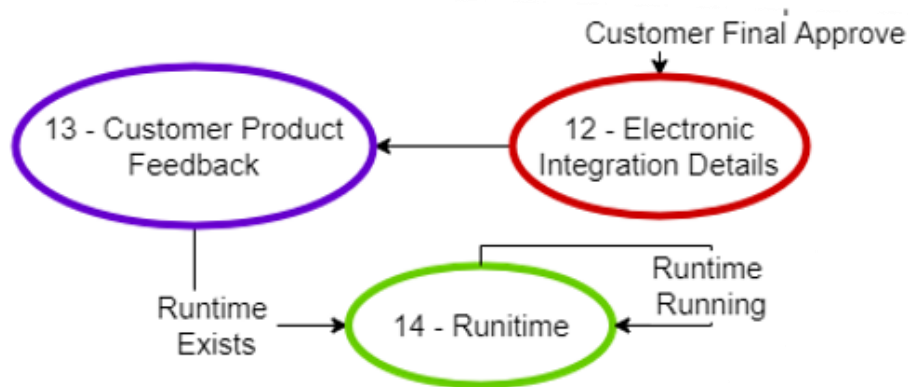 Customer Final Approve
13 - Customer Product
Feedback
12 - Electronic
Integration Details
Runtime
Exists
14 - Runitime
Runtime
Running